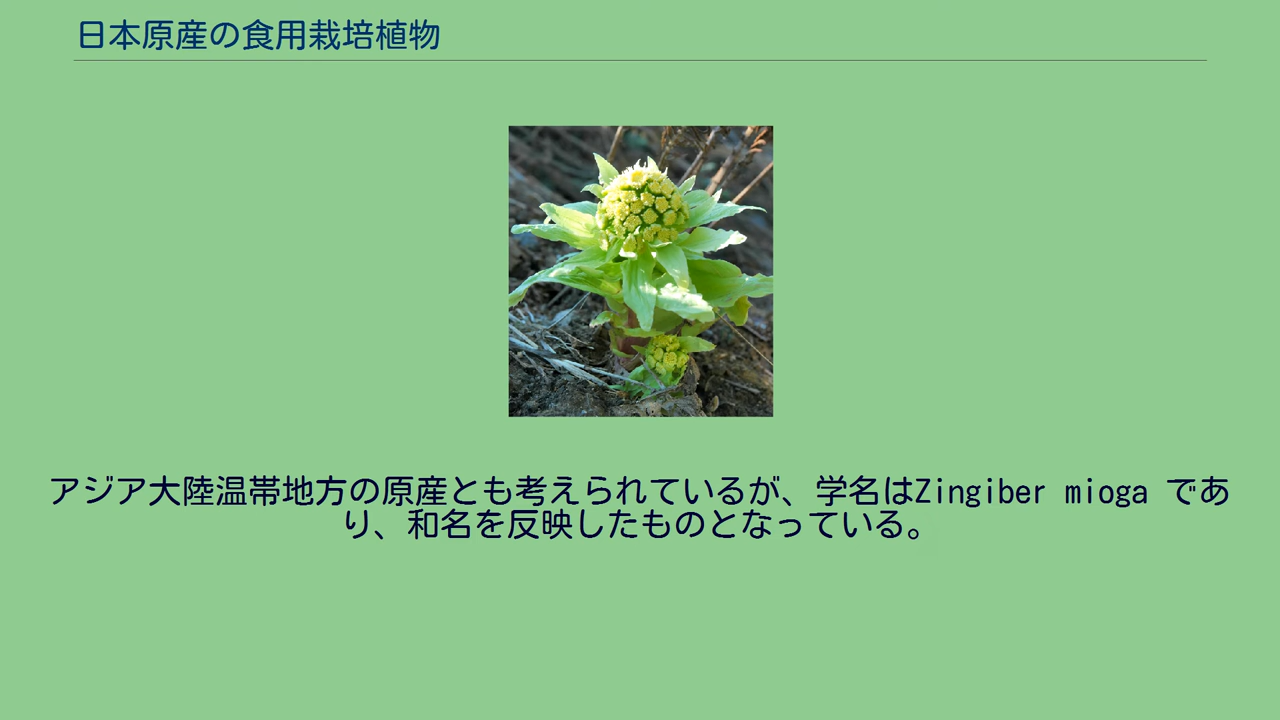 日本原産の食用栽培植物
アジア大陸温帯地方の原産とも考えられているが、学名はZingiber mioga であ
り、和名を反映したものとなっている。